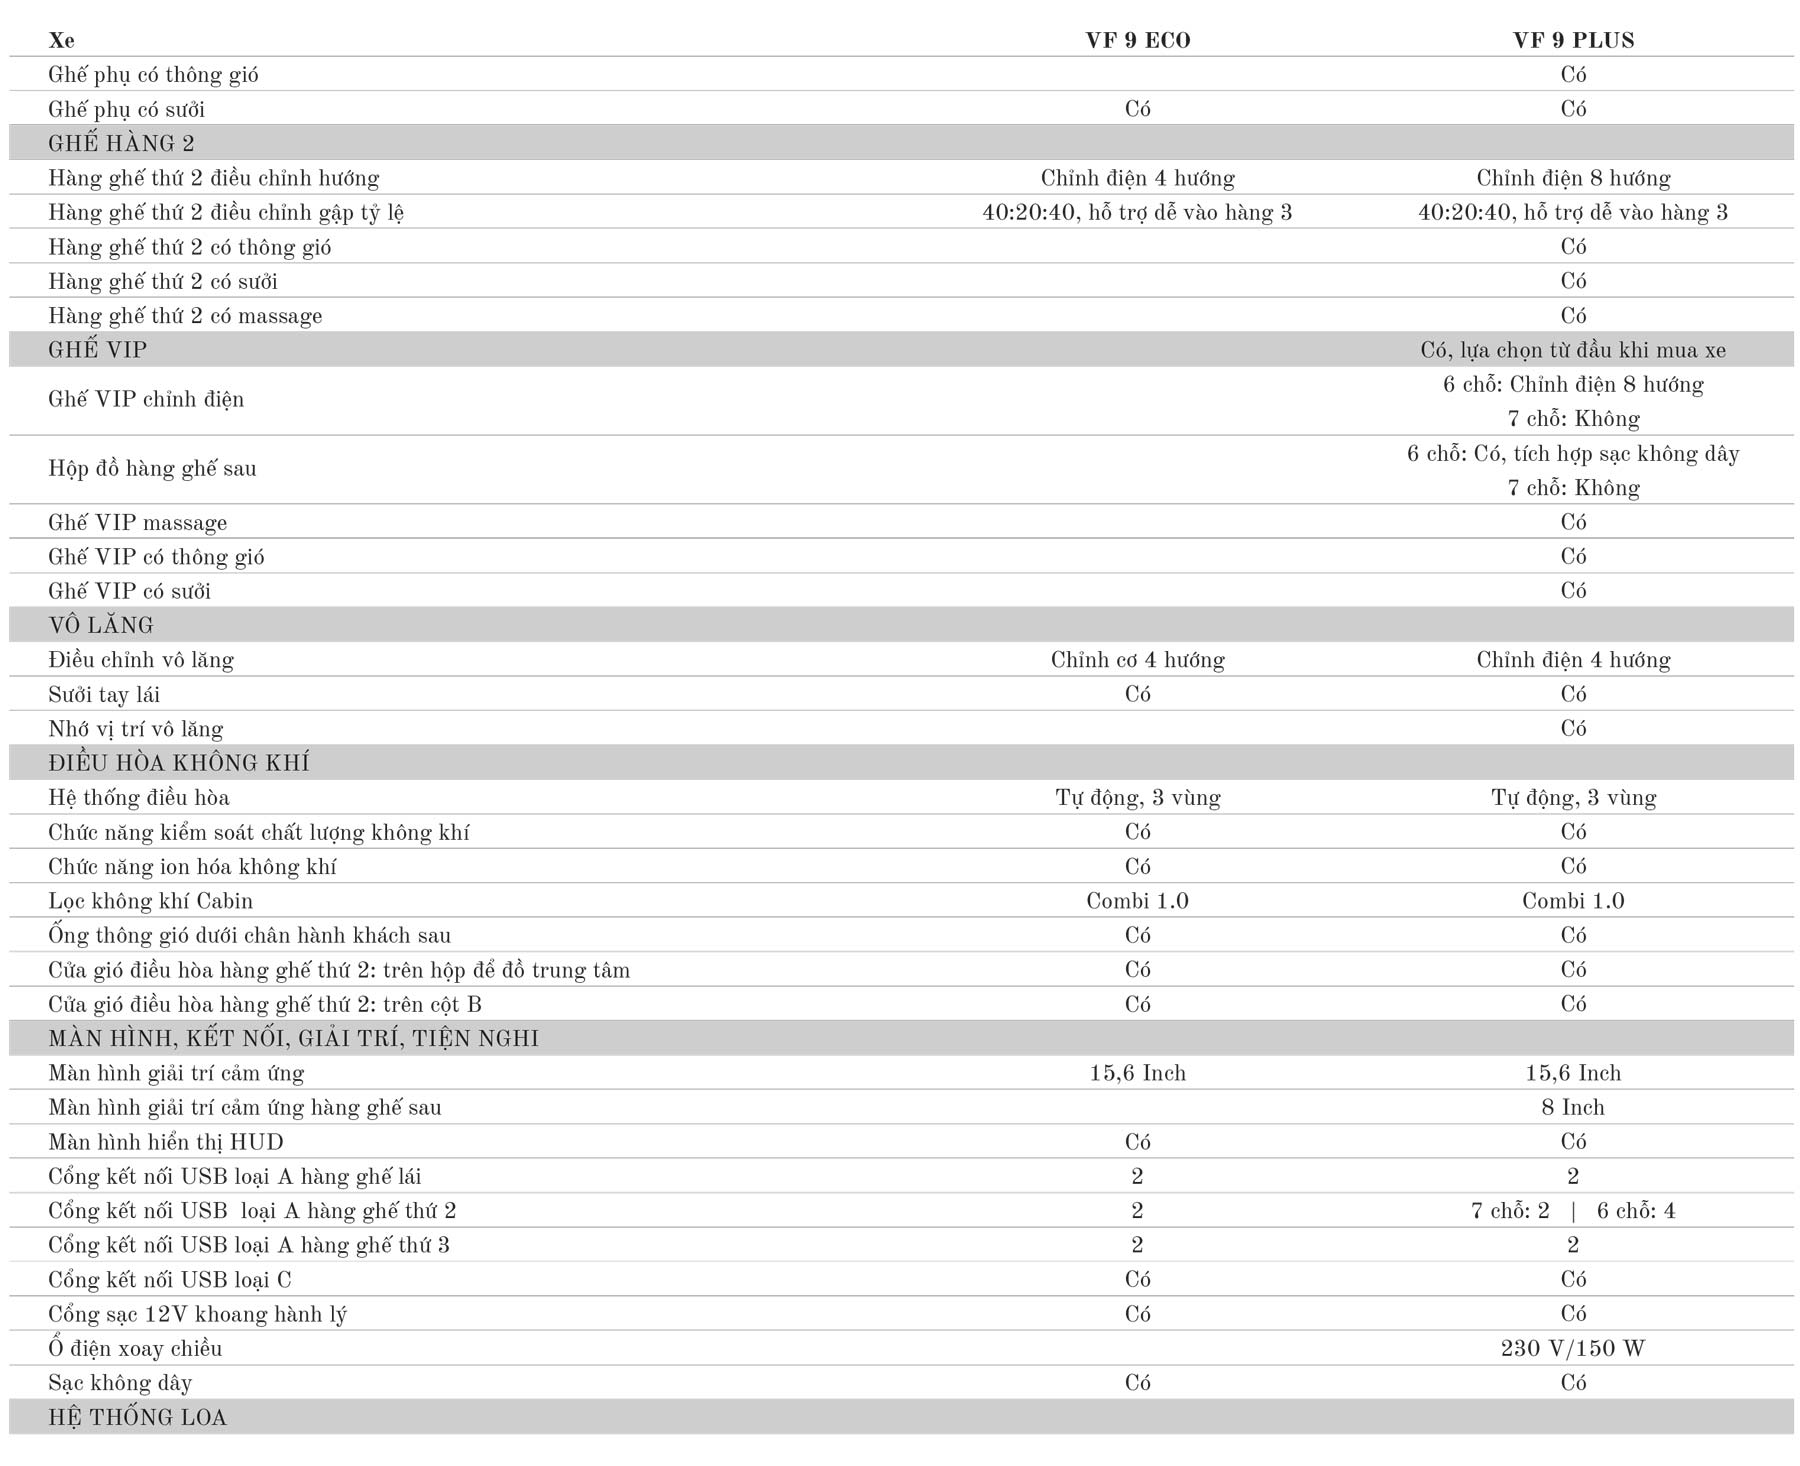 Xe VF 9 ECO VF 9 PLUS
Ghế phụ có thông gió Có
Ghế phụ có sưởi Có Có
GHẾ HÀNG 2
Hàng ghế thứ 2 điều chỉnh hướng Chỉnh điện 4 hướng Chỉnh điện 8 hướng
Hàng ghế thứ 2 điều chỉnh gập tỷ lệ 40:20:40, hỗ trợ dễ vào hàng 3 40:20:40, hỗ trợ dễ vào hàng 3
Hàng ghế thứ 2 có thông gió Có
Hàng ghế thứ 2 có sưởi Có
Hàng ghế thứ 2 có massage Có
GHẾ VIP Có, lựa chọn từ đầu khi mua xe
Ghế VIP chỉnh điện
6 chỗ: Chỉnh điện 8 hướng
7 chỗ: Không
Hộp đồ hàng ghế sau
6 chỗ: Có, tích hợp sạc không dây
7 chỗ: Không
Ghế VIP massage Có
Ghế VIP có thông gió Có
Ghế VIP có sưởi Có
VÔ LĂNG
Điều chỉnh vô lăng Chỉnh cơ 4 hướng Chỉnh điện 4 hướng
Sưởi tay lái Có Có
Nhớ vị trí vô lăng Có
ĐIỀU HÒA KHÔNG KHÍ
Hệ thống điều hòa Tự động, 3 vùng Tự động, 3 vùng
Chức năng kiểm soát chất lượng không khí Có Có
Chức năng ion hóa không khí Có Có
Lọc không khí Cabin Combi 1.0 Combi 1.0
Ống thông gió dưới chân hành khách sau Có Có
Cửa gió điều hòa hàng ghế thứ 2: trên hộp để đồ trung tâm Có Có
Cửa gió điều hòa hàng ghế thứ 2: trên cột B Có Có
MÀN HÌNH, KẾT NỐI, GIẢI TRÍ, TIỆN NGHI
Màn hình giải trí cảm ứng 15,6 Inch 15,6 Inch
Màn hình giải trí cảm ứng hàng ghế sau 8 Inch
Màn hình hiển thị HUD Có Có
Cổng kết nối USB loại A hàng ghế lái 2 2
Cổng kết nối USB loại A hàng ghế thứ 2 2 7 chỗ: 2 | 6 chỗ: 4
Cổng kết nối USB loại A hàng ghế thứ 3 2 2
Cổng kết nối USB loại C Có Có
Cổng sạc 12V khoang hành lý Có Có
Ổ điện xoay chiều 230 V/150 W
Sạc không dây Có Có
HỆ THỐNG LOA